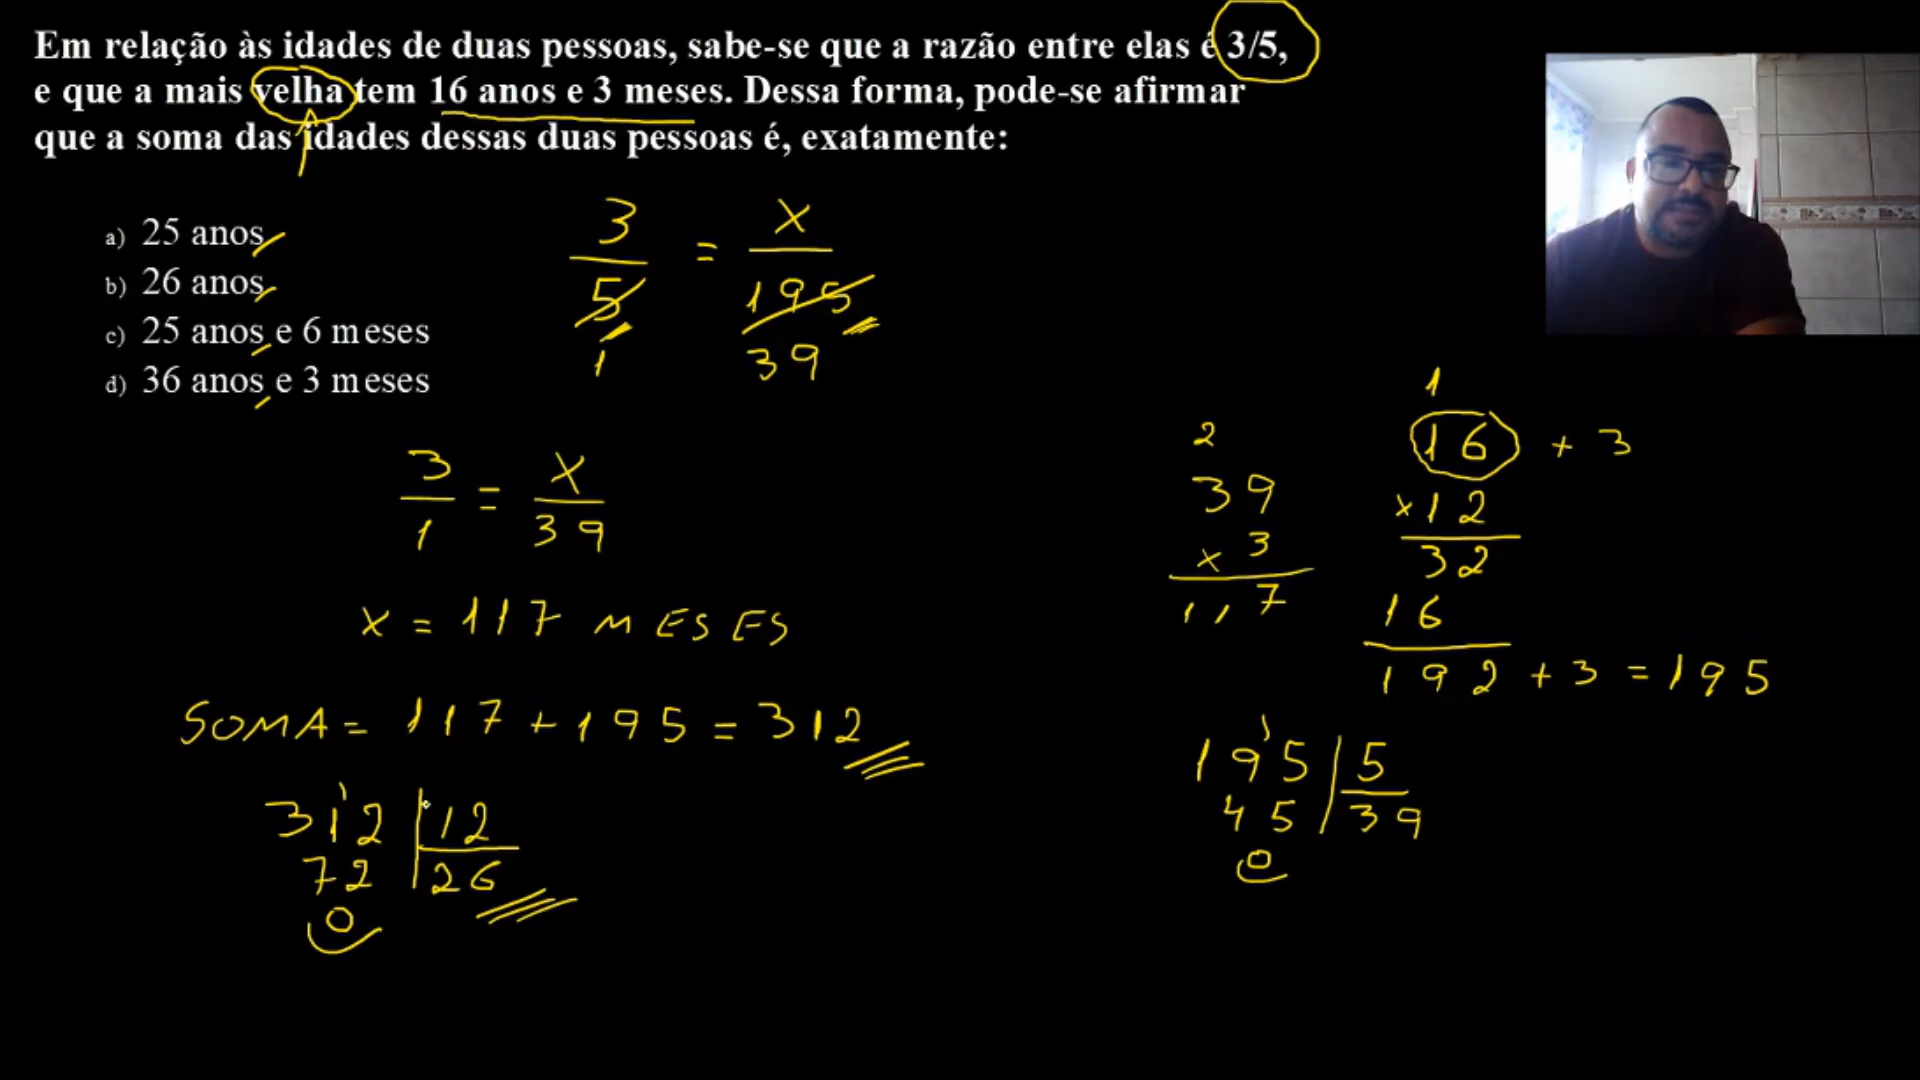 Em relação às idades de duas pessoas, sabe-se que a razão entre elas é 3/5,
e que a mais velha tem 16 anos e 3 meses. Dessa forma, pode-se afirmar
que a soma das idades dessas duas pessoas é, exatamente:
a) 25 anos
b) 26 anos
c) 25 anos e 6 meses
d) 36 anos e 3 meses
3/5 = x/195
1 39
3/1 = x/39
x = 117 MESES
SOMA = 117 + 195 = 312
1
312 | 12
72 26
0
2
39
x 3
117
1
16 + 3
x12
32
16
192 + 3 = 195
1
195 | 5
45 39
0